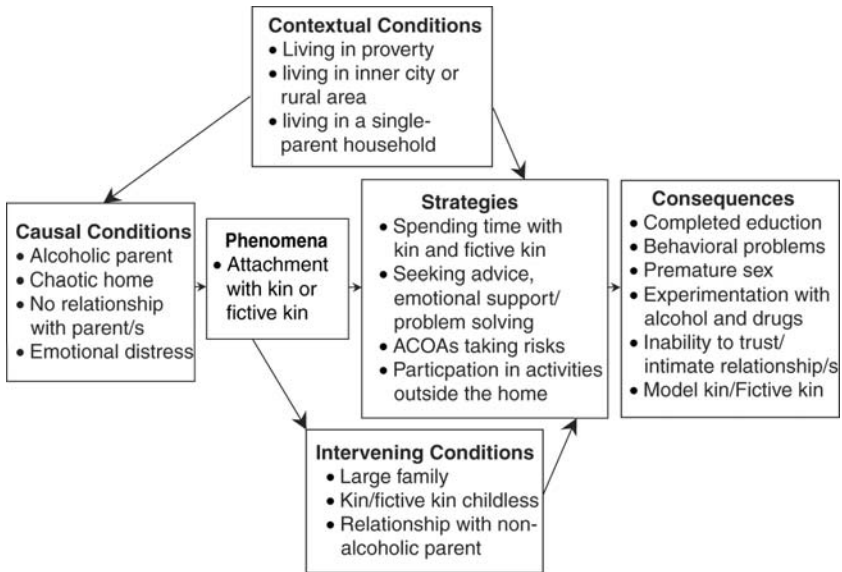 Contextual Conditions
• Living in proverty
• living in inner city or
rural area
• living in a single-
parent household
Causal Conditions
• Alcoholic parent
• Chaotic home
• No relationship
with parent/s
• Emotional distress
Phenomena
• Attachment
with kin or
fictive kin
Strategies
• Spending time with
kin and fictive kin
• Seeking advice,
emotional support/
problem solving
• ACOAs taking risks
• Particpation in activities
outside the home
Consequences
• Completed eduction
• Behavioral problems
• Premature sex
• Experimentation with
alcohol and drugs
• Inability to trust/
intimate relationship/s
• Model kin/Fictive kin
Intervening Conditions
• Large family
• Kin/fictive kin childless
• Relationship with non-
alcoholic parent